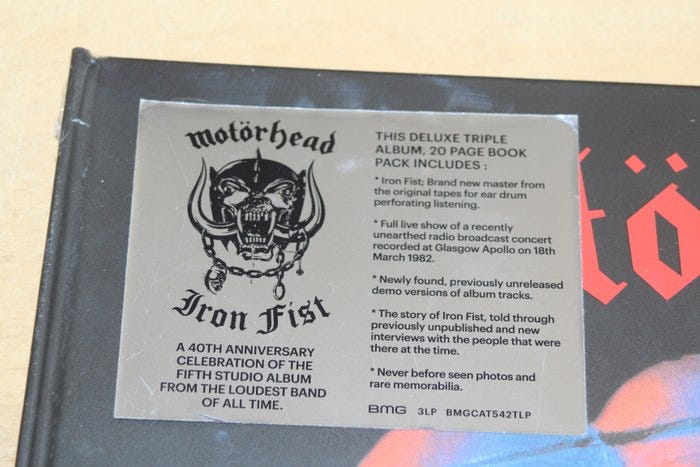 motörhead
Iron Fist
A 40TH ANNIVERSARY
CELEBRATION OF THE
FIFTH STUDIO ALBUM
FROM THE LOUDEST BAND
OF ALL TIME.
THIS DELUXE TRIPLE
ALBUM, 20 PAGE BOOK
PACK INCLUDES :
* Iron Fist; Brand new master from
the original tapes for ear drum
perforating listening.
* Full live show of a recently
unearthed radio broadcast concert
recorded at Glasgow Apollo on 18th
March 1982.
* Newly found, previously unreleased
demo versions of album tracks.
* The story of Iron Fist, told through
previously unpublished and new
interviews with the people that were
there at the time.
* Never before seen photos and
rare memorabilia.
BMG 3LP BMGCAT542TLP
tö